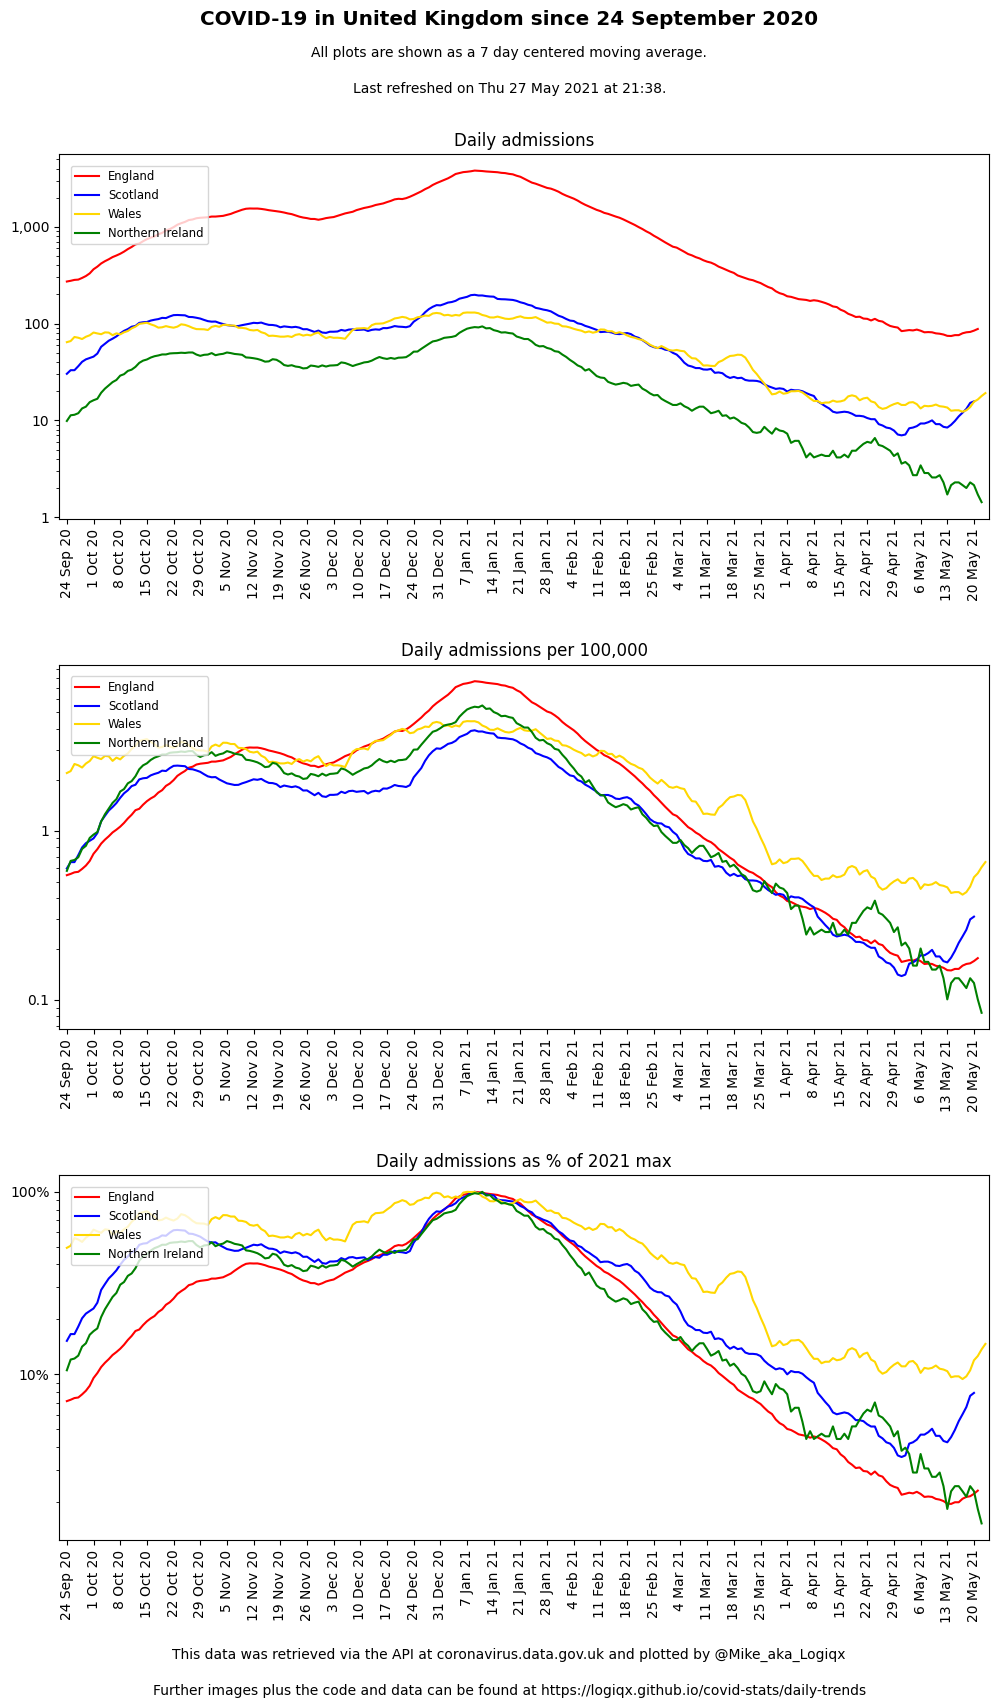 COVID-19 in United Kingdom since 24 September 2020
All plots are shown as a 7 day centered moving average.
Last refreshed on Thu 27 May 2021 at 21:38.
Daily admissions
England
Scotland
Wales
Northern Ireland
1,000
100
10
1
24 Sep 20
1 Oct 20
8 Oct 20
15 Oct 20
22 Oct 20
29 Oct 20
5 Nov 20
12 Nov 20
19 Nov 20
26 Nov 20
3 Dec 20
10 Dec 20
17 Dec 20
24 Dec 20
31 Dec 20
7 Jan 21
14 Jan 21
21 Jan 21
28 Jan 21
4 Feb 21
11 Feb 21
18 Feb 21
25 Feb 21
4 Mar 21
11 Mar 21
18 Mar 21
25 Mar 21
1 Apr 21
8 Apr 21
15 Apr 21
22 Apr 21
29 Apr 21
6 May 21
13 May 21
20 May 21
Daily admissions per 100,000
England
Scotland
Wales
Northern Ireland
1
0.1
24 Sep 20
1 Oct 20
8 Oct 20
15 Oct 20
22 Oct 20
29 Oct 20
5 Nov 20
12 Nov 20
19 Nov 20
26 Nov 20
3 Dec 20
10 Dec 20
17 Dec 20
24 Dec 20
31 Dec 20
7 Jan 21
14 Jan 21
21 Jan 21
28 Jan 21
4 Feb 21
11 Feb 21
18 Feb 21
25 Feb 21
4 Mar 21
11 Mar 21
18 Mar 21
25 Mar 21
1 Apr 21
8 Apr 21
15 Apr 21
22 Apr 21
29 Apr 21
6 May 21
13 May 21
20 May 21
Daily admissions as % of 2021 max
England
Scotland
Wales
Northern Ireland
100%
10%
24 Sep 20
1 Oct 20
8 Oct 20
15 Oct 20
22 Oct 20
29 Oct 20
5 Nov 20
12 Nov 20
19 Nov 20
26 Nov 20
3 Dec 20
10 Dec 20
17 Dec 20
24 Dec 20
31 Dec 20
7 Jan 21
14 Jan 21
21 Jan 21
28 Jan 21
4 Feb 21
11 Feb 21
18 Feb 21
25 Feb 21
4 Mar 21
11 Mar 21
18 Mar 21
25 Mar 21
1 Apr 21
8 Apr 21
15 Apr 21
22 Apr 21
29 Apr 21
6 May 21
13 May 21
20 May 21
This data was retrieved via the API at coronavirus.data.gov.uk and plotted by @Mike_aka_Logiqx
Further images plus the code and data can be found at https://logiqx.github.io/covid-stats/daily-trends